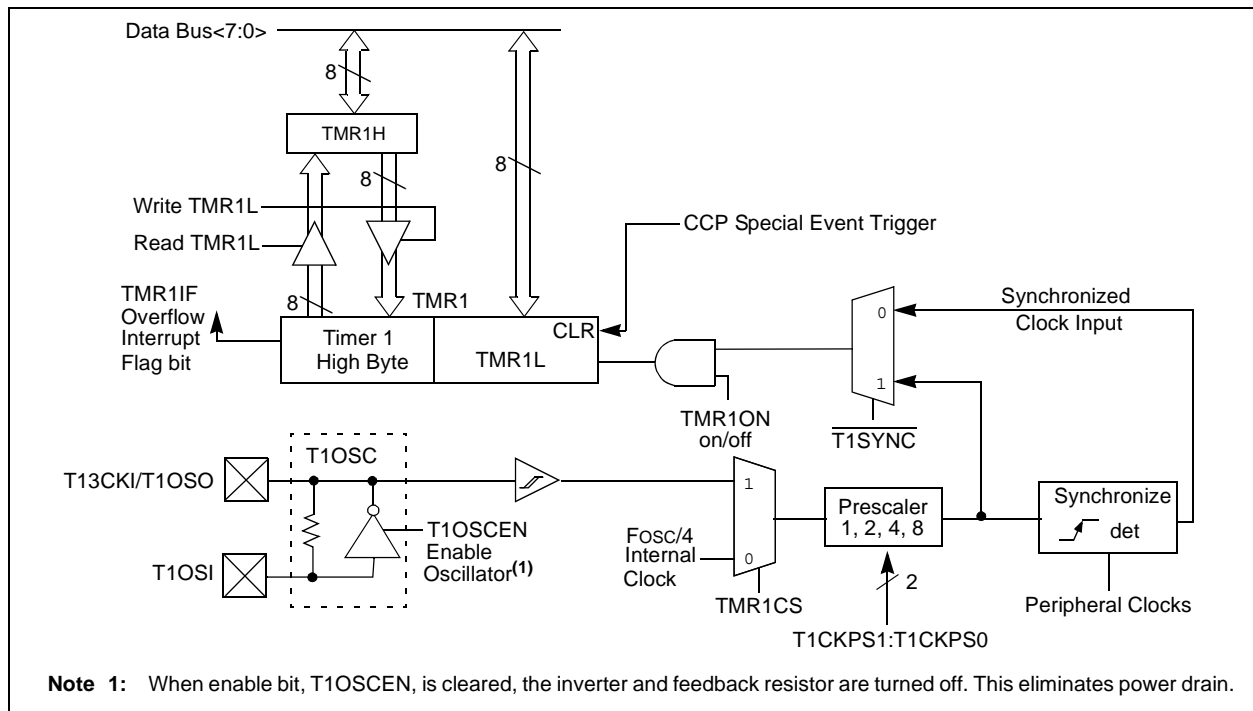 Data Bus<7:0>
8
TMR1H
8
8
Write TMR1L
CCP Special Event Trigger
Read TMR1L
TMR1IF
Overflow
Interrupt
Flag bit
8
TMR1
Timer 1
High Byte
TMR1L
CLR
0
1
Synchronized
Clock Input
TMR1ON
on/off
T1SYNC
T1OSC
T13CKI/T1OSO
T1OSCEN
Enable
Oscillator(1)
T1OSI
1
FOSC/4
Internal
Clock
0
TMR1CS
Prescaler
1, 2, 4, 8
2
T1CKPS1:T1CKPS0
Synchronize
det
Peripheral Clocks
Note 1: When enable bit, T1OSCEN, is cleared, the inverter and feedback resistor are turned off. This eliminates power drain.